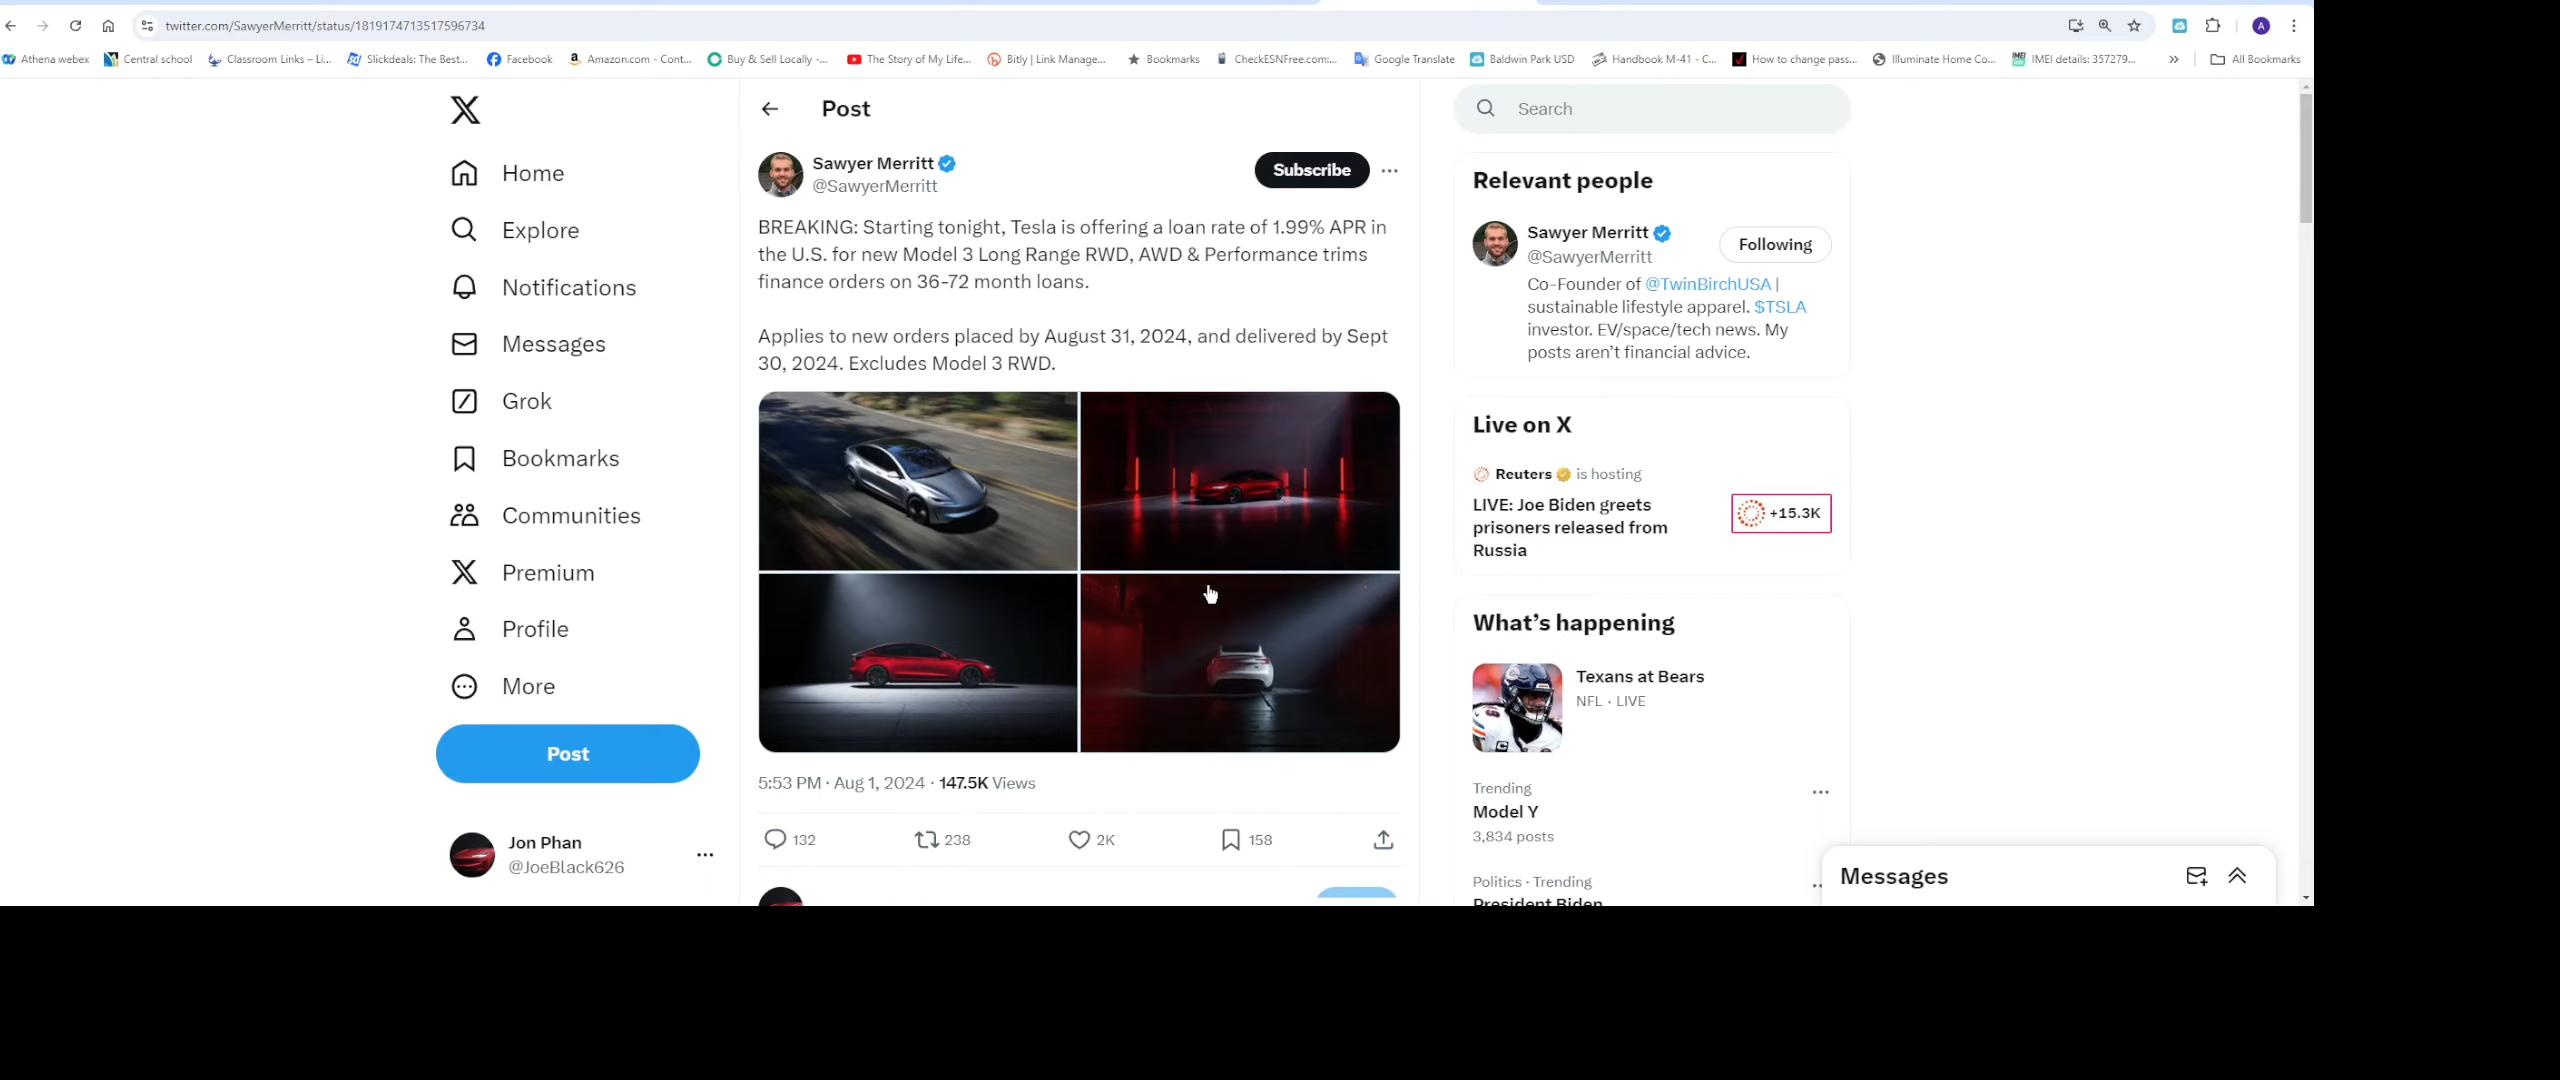 twitter.com/SawyerMerritt/status/1819174713517596734
Athena webex
Central school
Classroom Links – Li...
Slickdeals: The Best...
Facebook
Amazon.com - Cont...
Buy & Sell Locally -...
The Story of My Life...
Bitly | Link Manage...
Bookmarks
CheckESNFree.com:...
Google Translate
Baldwin Park USD
Handbook M-41 - C...
How to change pass...
Illuminate Home Co...
IMEI details: 357279...
All Bookmarks
Home
Explore
Notifications
Messages
Grok
Bookmarks
Communities
Premium
Profile
More
Post
Jon Phan
@JoeBlack626
Post
Sawyer Merritt
@SawyerMerritt
Subscribe
BREAKING: Starting tonight, Tesla is offering a loan rate of 1.99% APR in
the U.S. for new Model 3 Long Range RWD, AWD & Performance trims
finance orders on 36-72 month loans.
Applies to new orders placed by August 31, 2024, and delivered by Sept
30, 2024. Excludes Model 3 RWD.
5:53 PM · Aug 1, 2024 · 147.5K Views
132
238
2K
158
Search
Relevant people
Sawyer Merritt
@SawyerMerritt
Following
Co-Founder of @TwinBirchUSA |
sustainable lifestyle apparel. $TSLA
investor. EV/space/tech news. My
posts aren't financial advice.
Live on X
Reuters is hosting
LIVE: Joe Biden greets
prisoners released from
Russia
+15.3K
What's happening
Texans at Bears
NFL · LIVE
Trending
Model Y
3,834 posts
Politics · Trending
President Biden
Messages
A